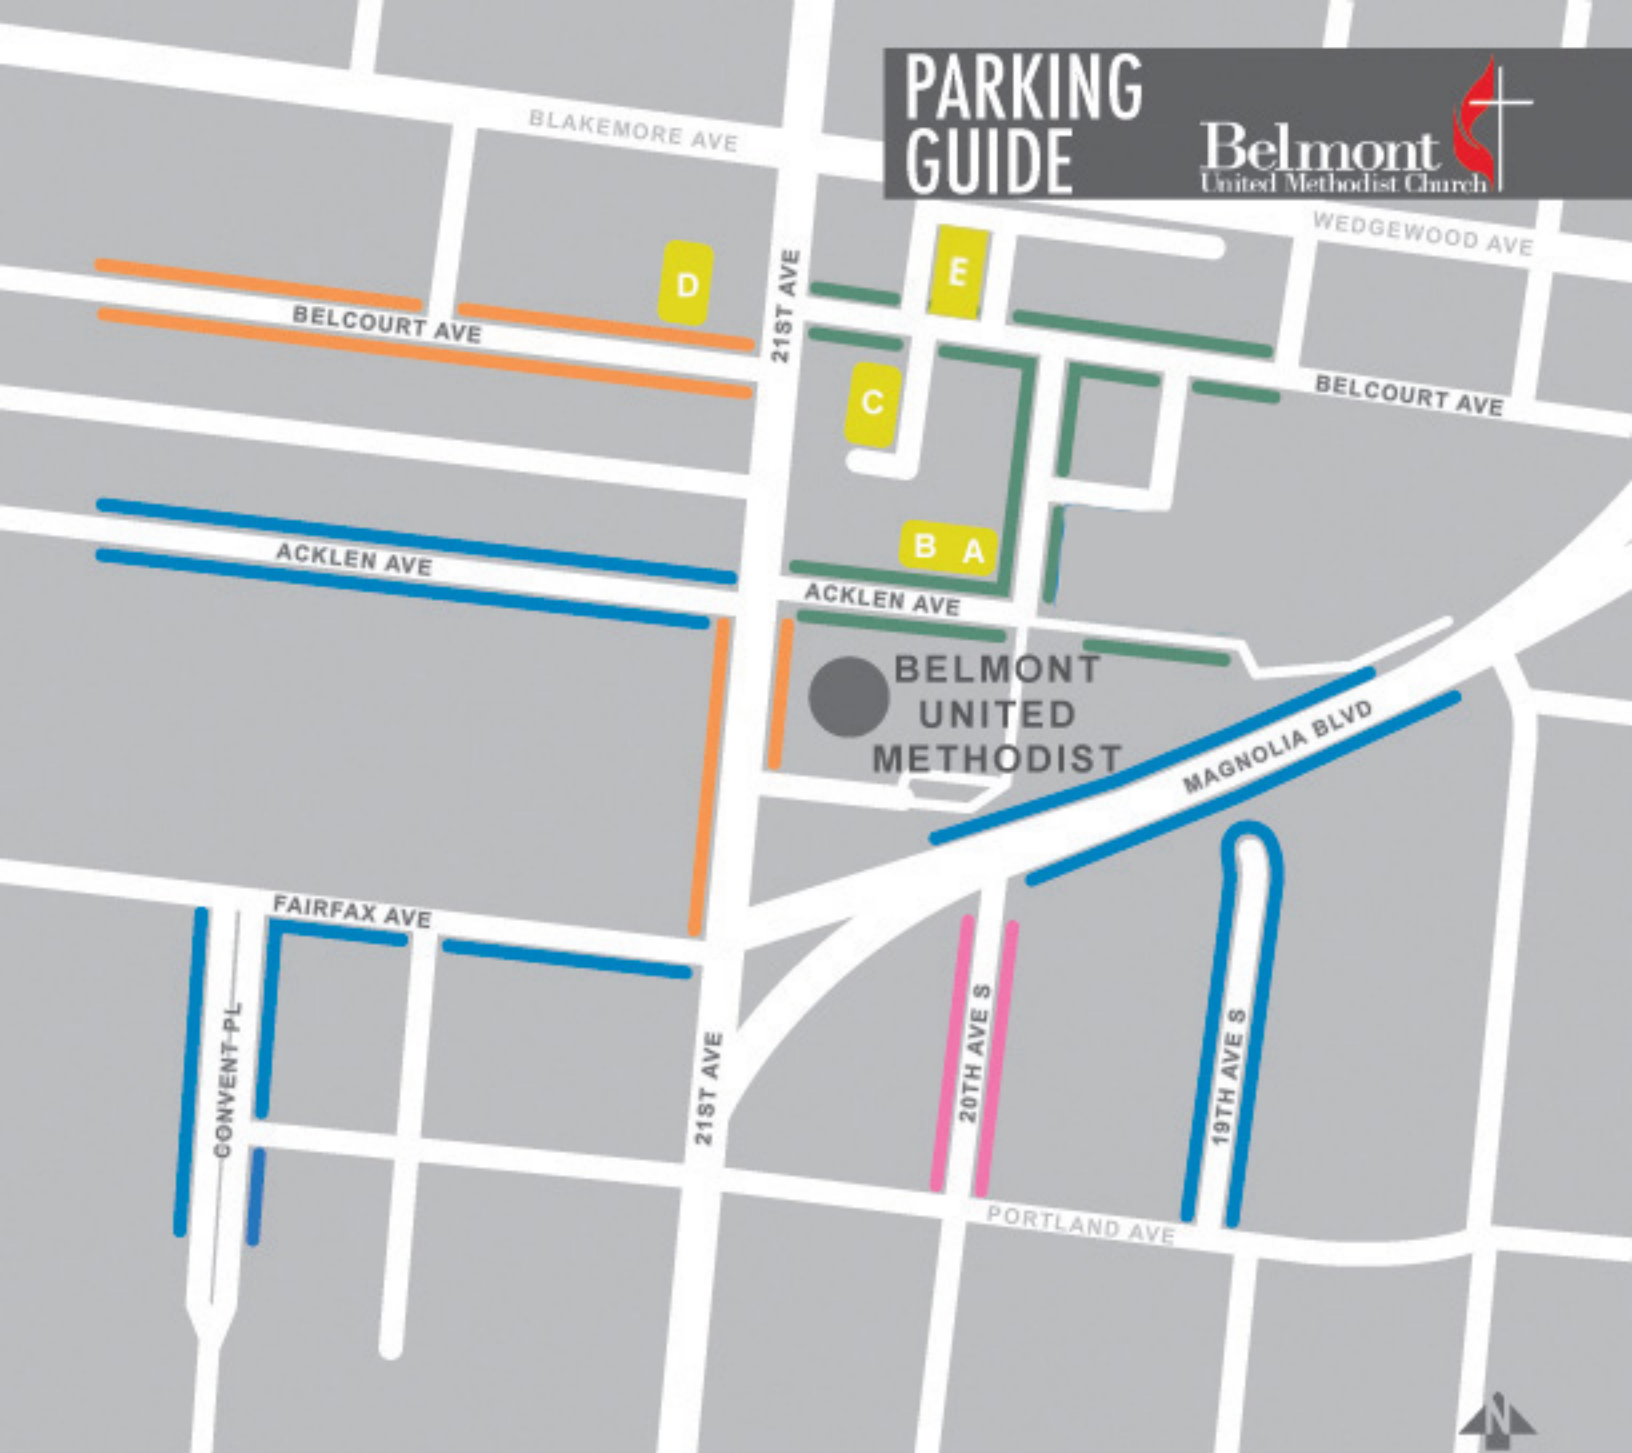 PARKING
GUIDE
Belmont
United Methodist Church
BLAKEMORE AVE
WEDGEWOOD AVE
D
E
21ST AVE
BELCOURT AVE
BELCOURT AVE
C
B A
ACKLEN AVE
ACKLEN AVE
BELMONT
UNITED
METHODIST
MAGNOLIA BLVD
FAIRFAX AVE
CONVENT PL
21ST AVE
20TH AVE S
19TH AVE S
PORTLAND AVE
N